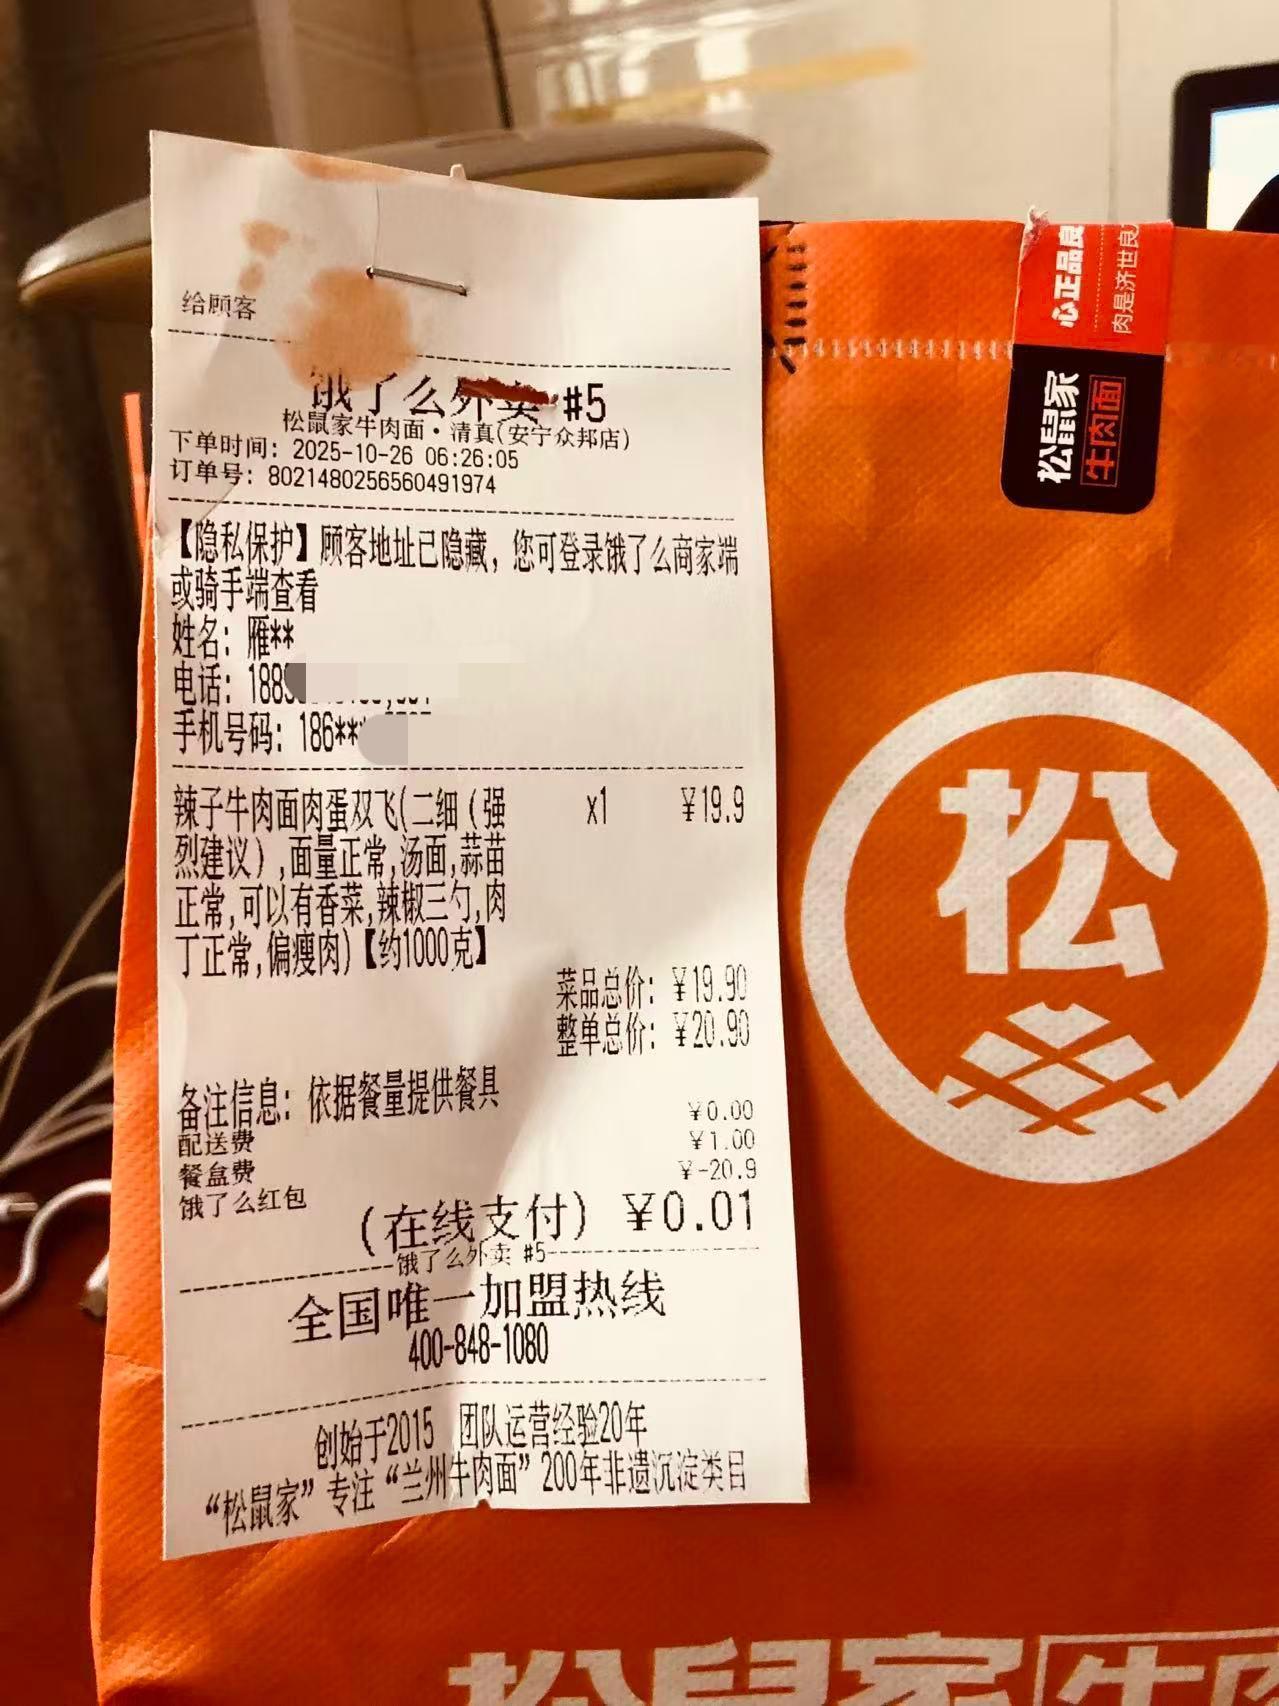 给顾客
饿了么外卖 #5
松鼠家牛肉面·清真(安宁众邦店)
下单时间: 2025-10-26 06:26:05
订单号: 8021480256560491974
【隐私保护】顾客地址已隐藏，您可登录饿了么商家端
或骑手端查看
姓名: 雁**
电话: 188
手机号码: 186**
辣子牛肉面肉蛋双飞(二细（强 x1 ￥19.9
烈建议）,面量正常,汤面,蒜苗
正常,可以有香菜,辣椒三勺,肉
丁正常,偏瘦肉)【约1000克】
菜品总价: ￥19.90
整单总价: ￥20.90
备注信息: 依据餐量提供餐具
配送费 ￥0.00
餐盒费 ￥1.00
饿了么红包 ￥-20.9
(在线支付) ￥0.01
饿了么外卖 #5
全国唯一加盟热线
400-848-1080
创始于2015 团队运营经验20年
“松鼠家”专注“兰州牛肉面”200年非遗沉淀类目
心正品良
肉是济世良
松鼠家
牛肉面
松
松鼠家牛肉